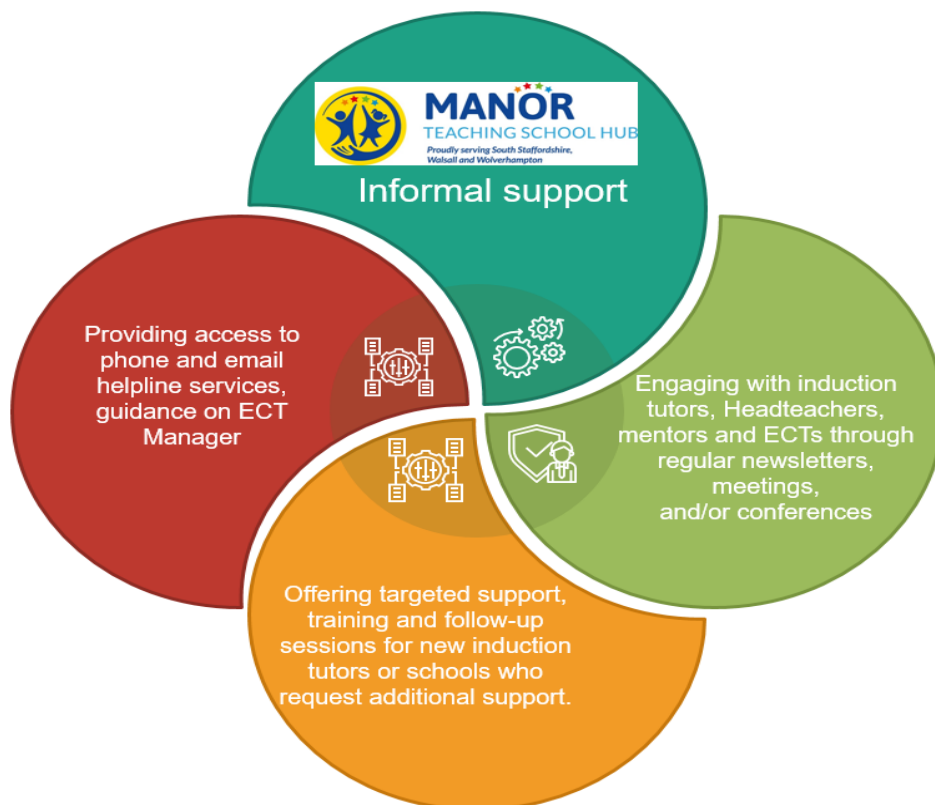 MANOR
TEACHING SCHOOL HUB
Proudly serving South Staffordshire,
Walsall and Wolverhampton
Informal support
Providing access to
phone and email
helpline services,
guidance on ECT
Manager
Engaging with induction
tutors, Headteachers,
mentors and ECTs through
regular newsletters,
meetings,
and/or conferences
Offering targeted support,
training and follow-up
sessions for new induction
tutors or schools who
request additional support.